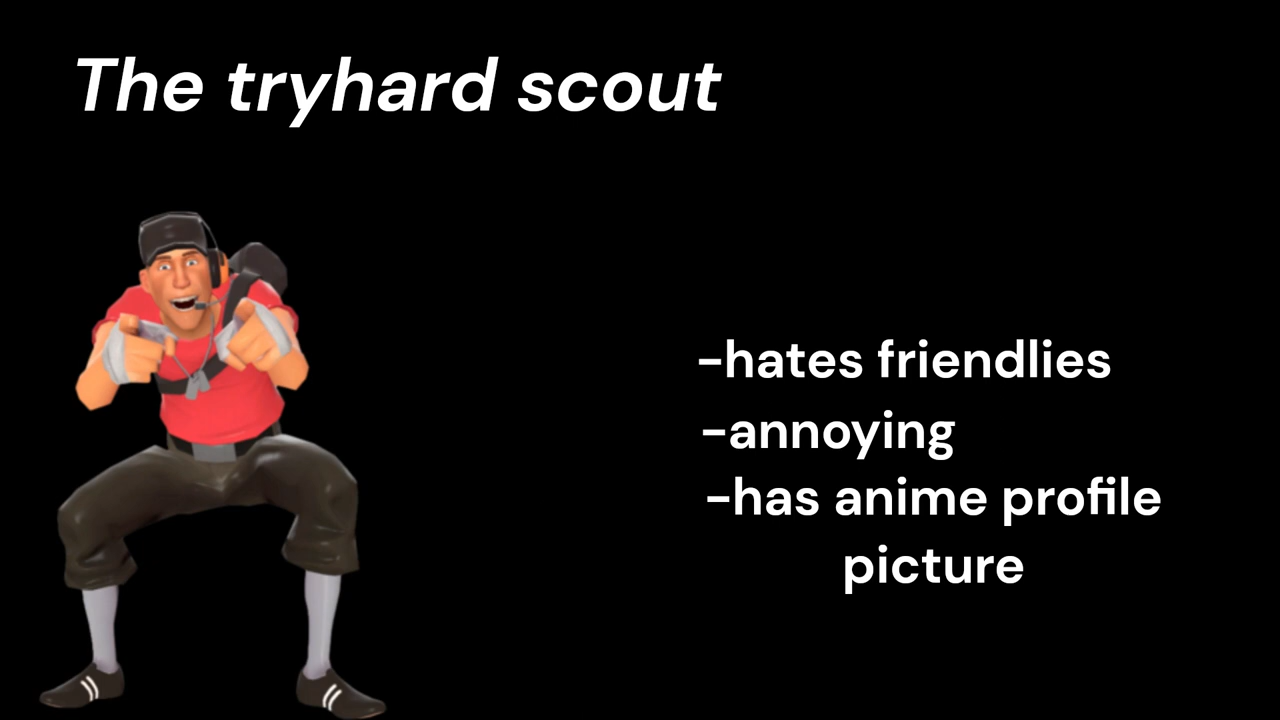 The tryhard scout
-hates friendlies
-annoying
-has anime profile
picture